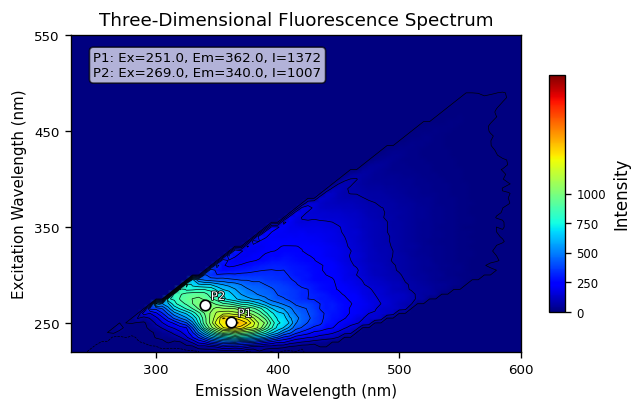 Three-Dimensional Fluorescence Spectrum
P1: Ex=251.0, Em=362.0, I=1372
P2: Ex=269.0, Em=340.0, I=1007
550
450
350
250
Excitation Wavelength (nm)
P2
P1
300
400
500
600
Emission Wavelength (nm)
1000
750
500
250
0
Intensity